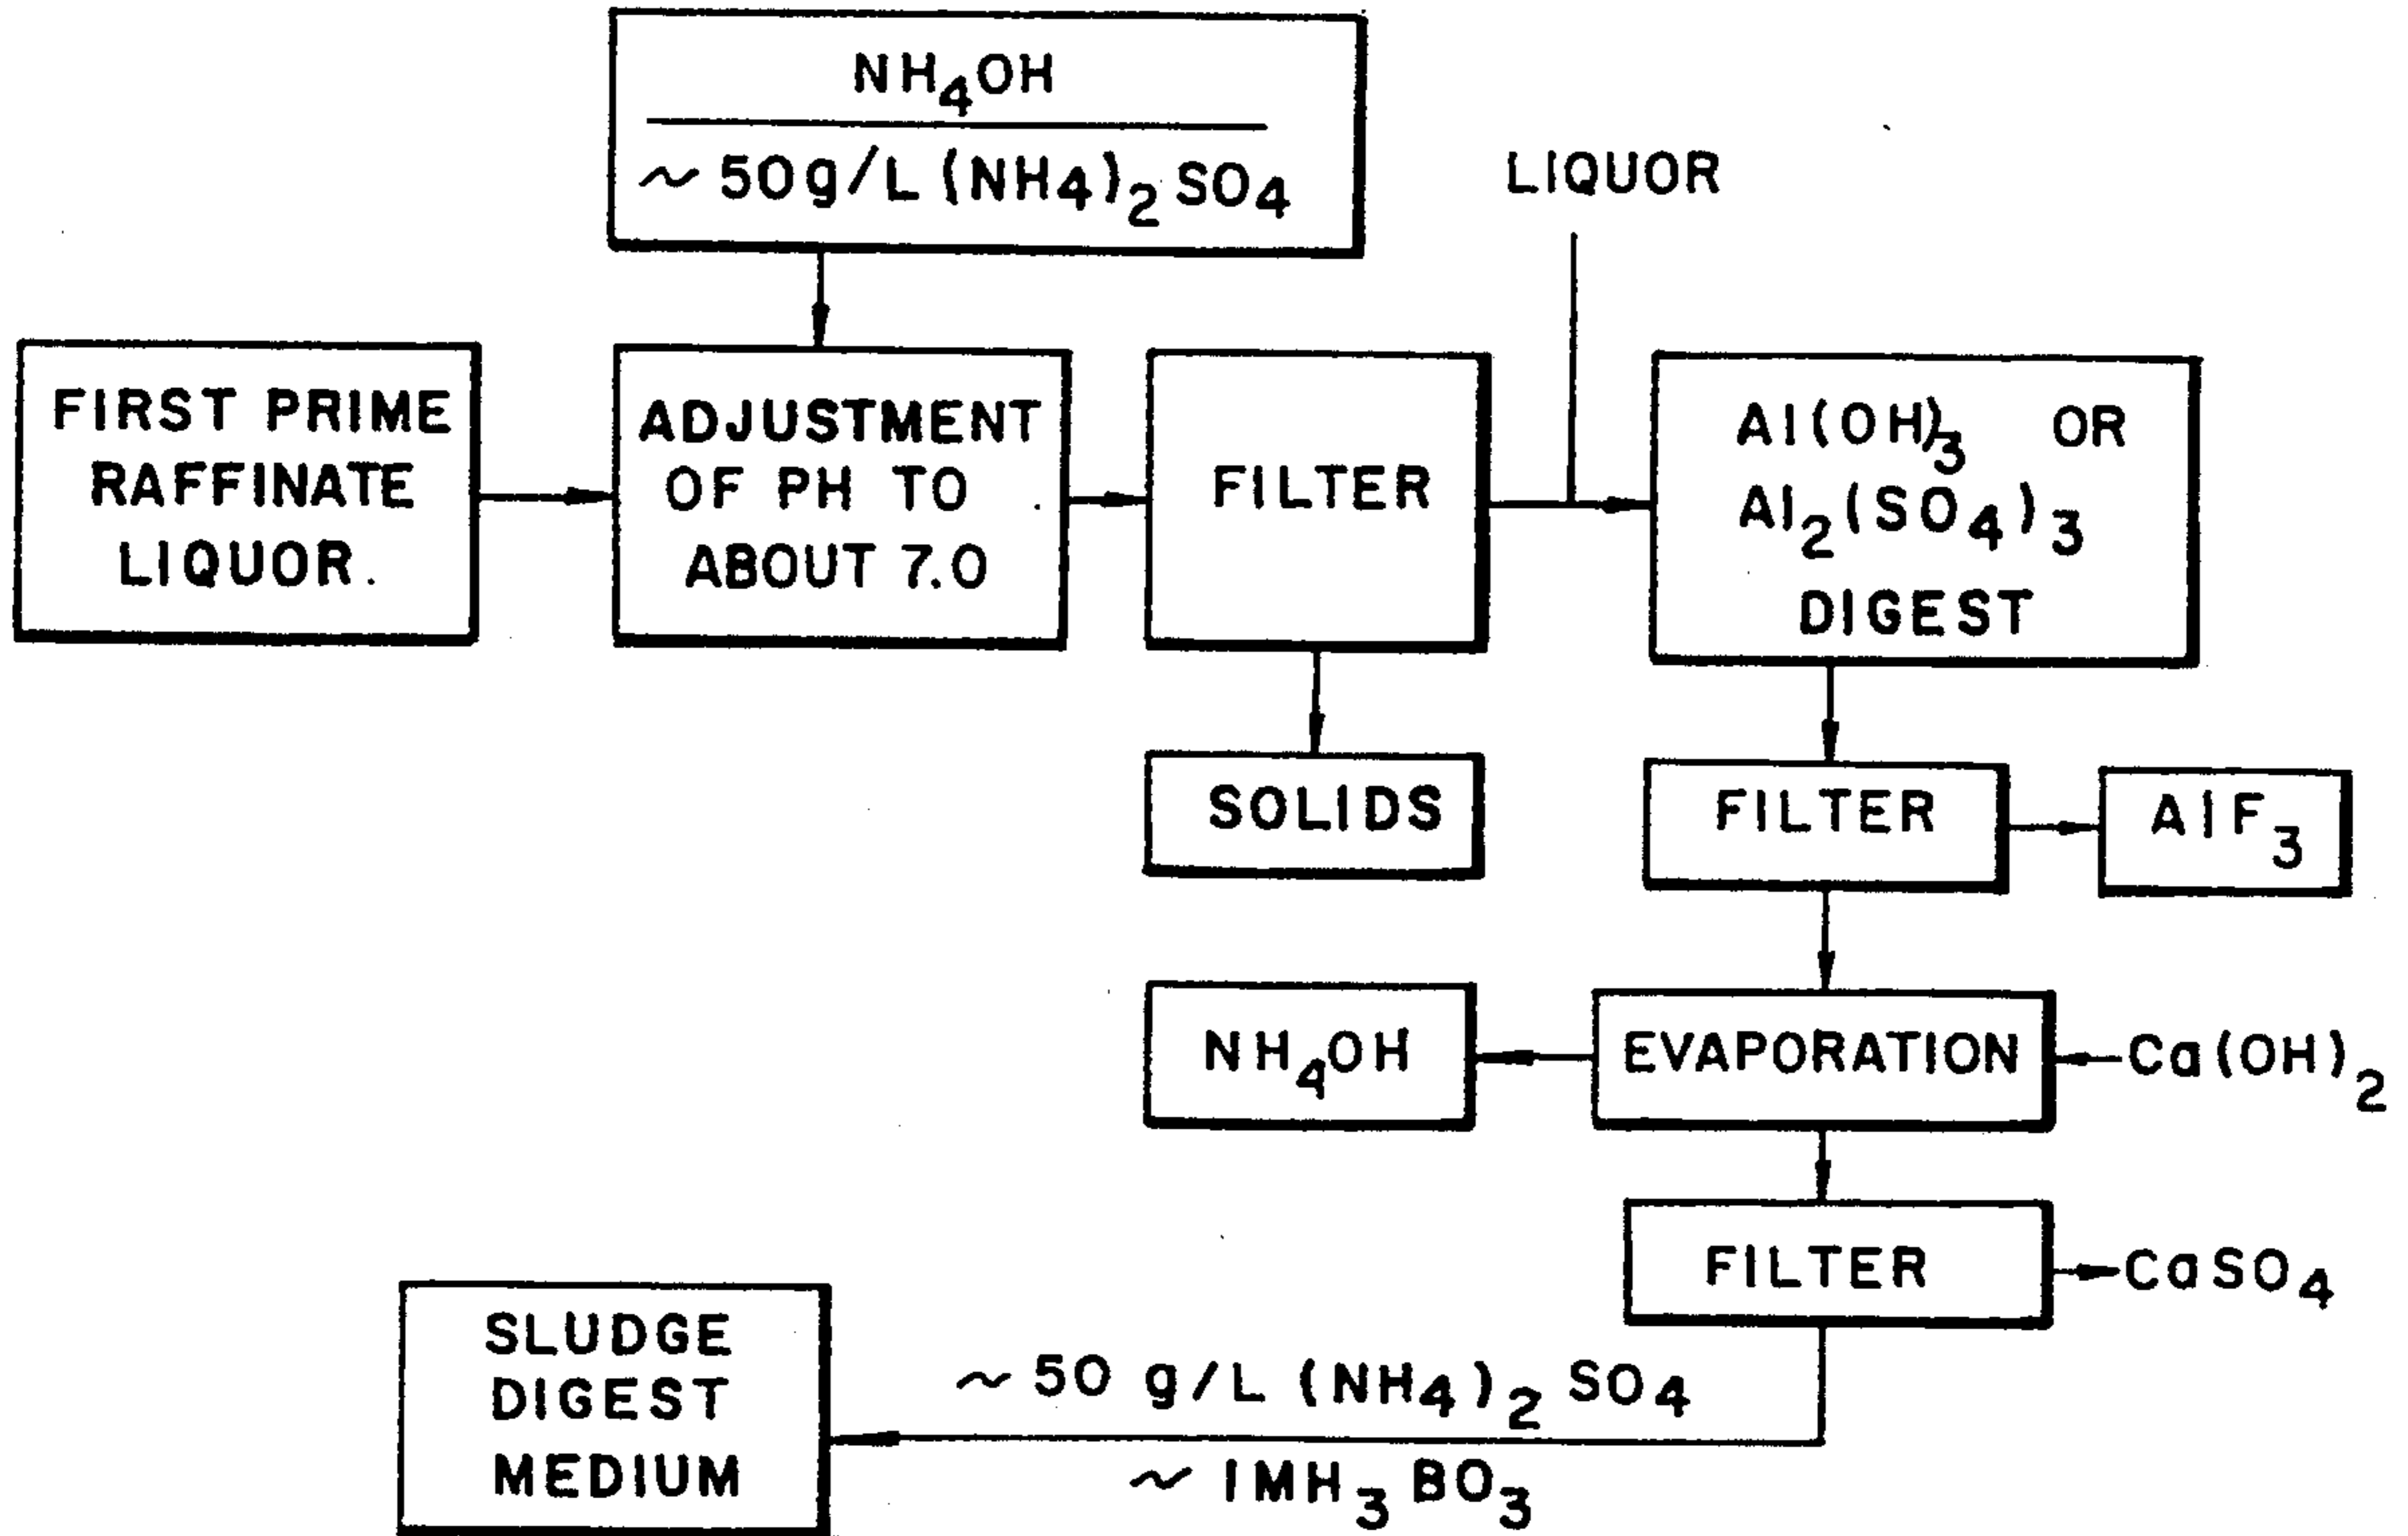 NH4OH
~ 50g/L (NH4)2 SO4
LIQUOR
FIRST PRIME
RAFFINATE
LIQUOR.
ADJUSTMENT
OF PH TO
ABOUT 7.0
FILTER
Al(OH)3 OR
Al2(SO4)3
DIGEST
SOLIDS
FILTER
AlF3
NH4OH
EVAPORATION
Ca(OH)2
FILTER
CaSO4
SLUDGE
DIGEST
MEDIUM
~ 50 g/L (NH4)2 SO4
~ 1MH3 BO3